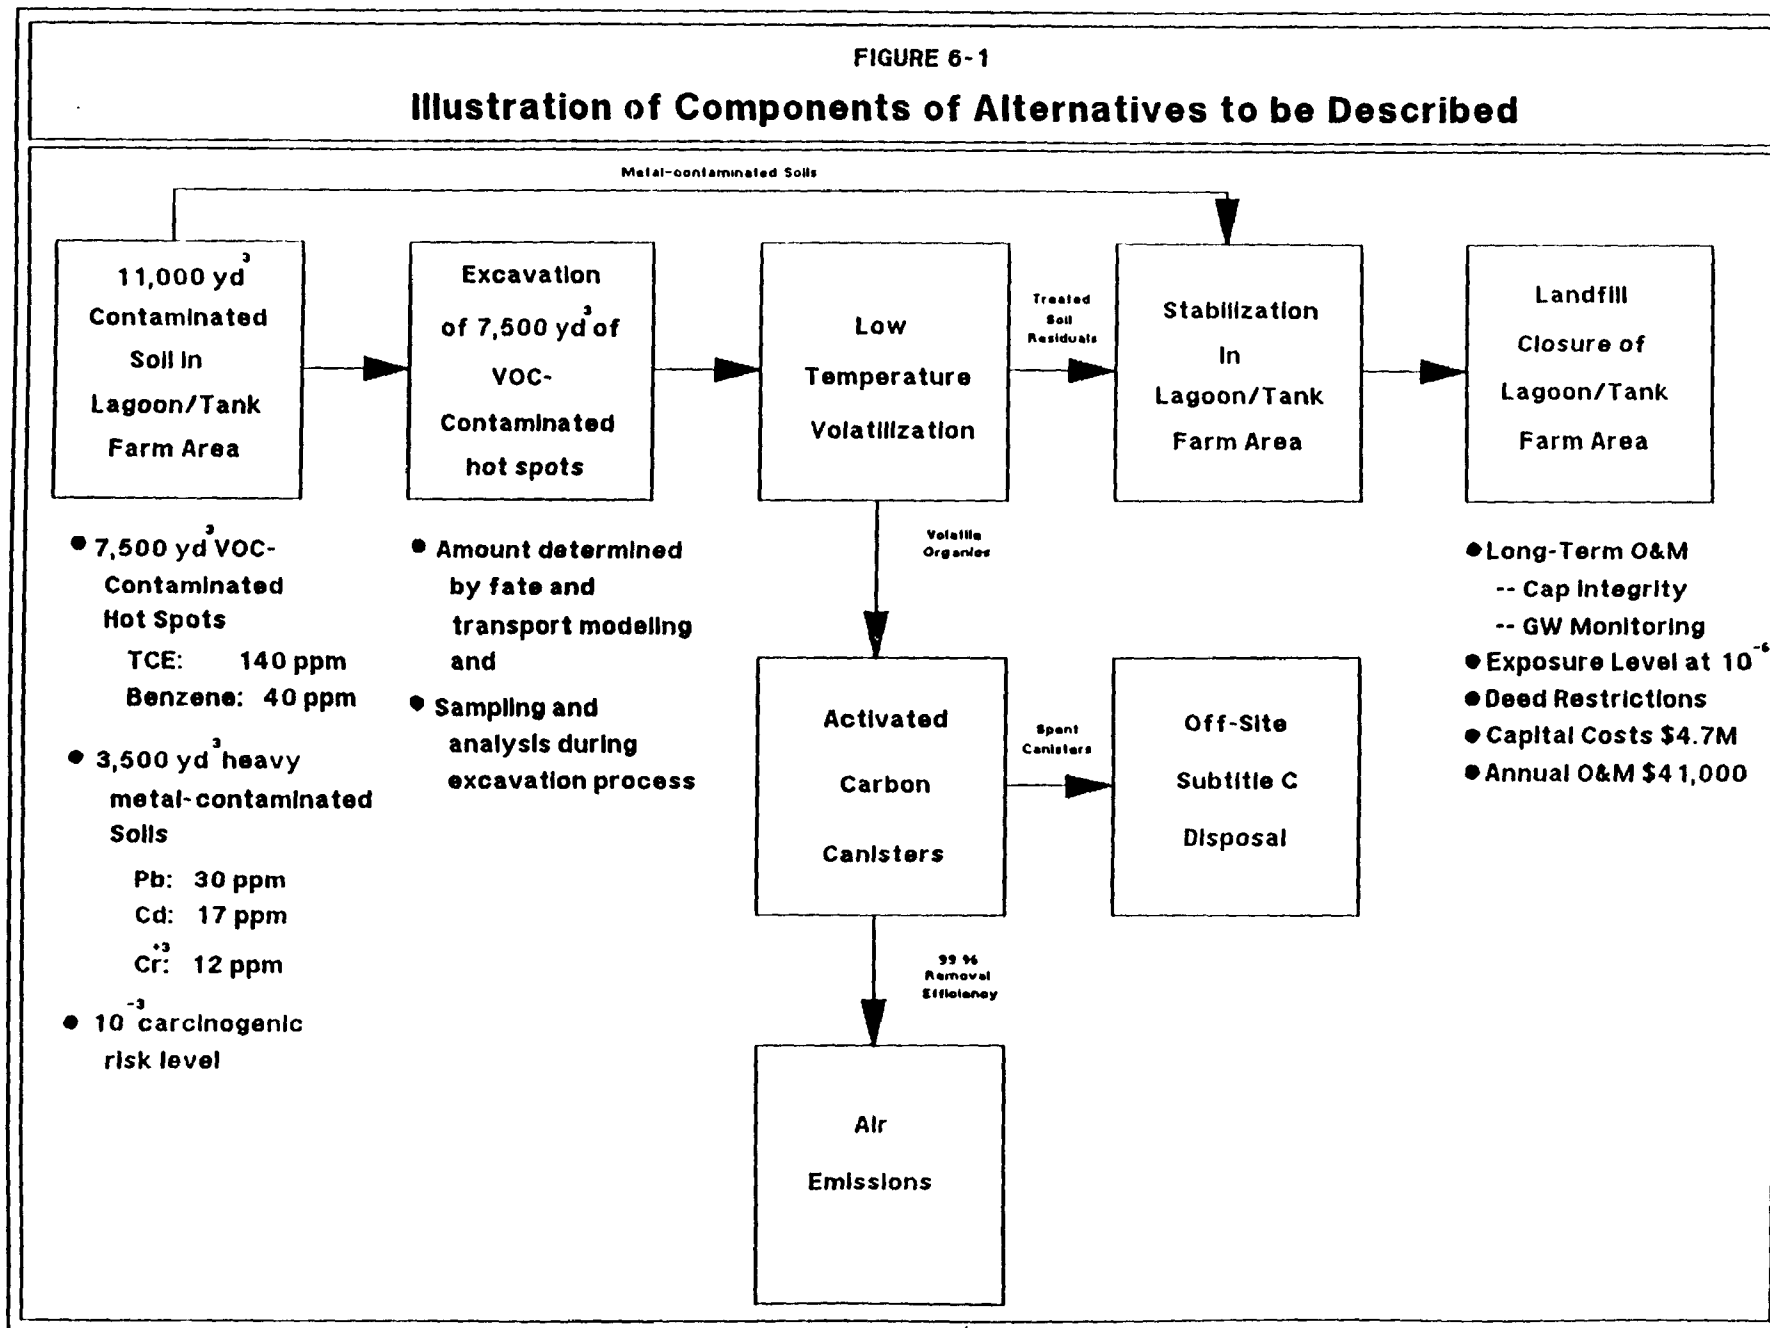 FIGURE 6-1
Illustration of Components of Alternatives to be Described
Metal-contaminated Soils
11,000 yd³
Contaminated
Soil in
Lagoon/Tank
Farm Area
Excavation
of 7,500 yd³ of
VOC-
Contaminated
hot spots
Low
Temperature
Volatilization
Treated
Soil
Residuals
Stabilization
In
Lagoon/Tank
Farm Area
Landfill
Closure of
Lagoon/Tank
Farm Area
● 7,500 yd³ VOC-
Contaminated
Hot Spots
TCE: 140 ppm
Benzene: 40 ppm
● 3,500 yd³ heavy
metal-contaminated
Soils
Pb: 30 ppm
Cd: 17 ppm
Cr⁺³: 12 ppm
● 10⁻³ carcinogenic
risk level
● Amount determined
by fate and
transport modeling
and
● Sampling and
analysis during
excavation process
Volatile
Organics
Activated
Carbon
Canisters
Spent
Canisters
Off-Site
Subtitle C
Disposal
99 %
Removal
Efficiency
Air
Emissions
● Long-Term O&M
-- Cap Integrity
-- GW Monitoring
● Exposure Level at 10⁻⁶
● Deed Restrictions
● Capital Costs $4.7M
● Annual O&M $41,000